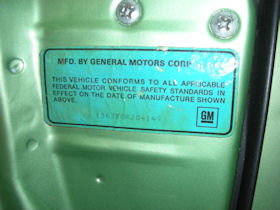 MFD. BY GENERAL MOTORS CORP
THIS VEHICLE CONFORMS TO ALL APPLICABLE
FEDERAL MOTOR VEHICLE SAFETY STANDARDS IN
EFFECT ON THE DATE OF MANUFACTURE SHOWN
ABOVE.
GM